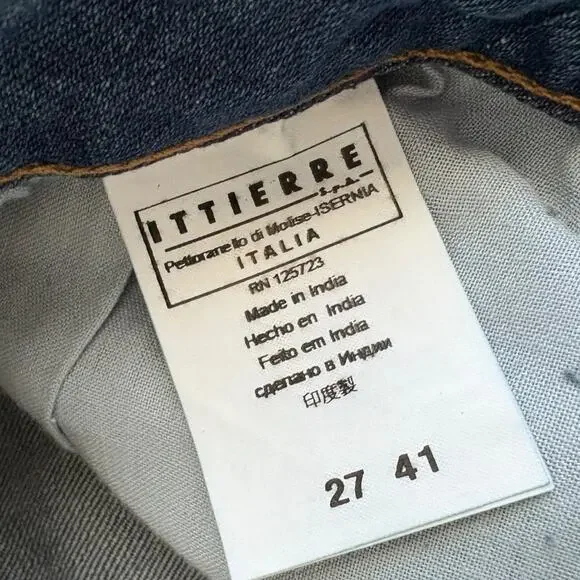 ITTIERRE
S.p.A.
Pettoranello di Molise-ISERNIA
ITALIA
RN 125723
Made in India
Hecho en India
Feito em India
сделано в Индии
印度製
27 41